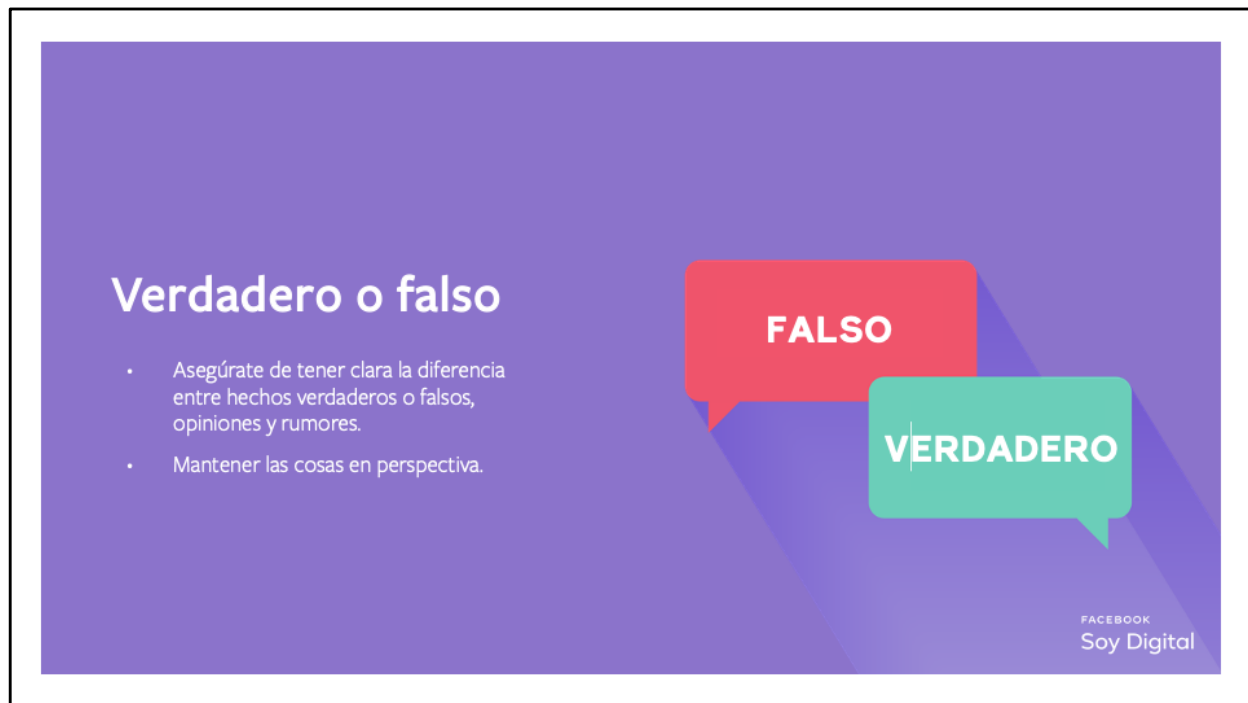 Verdadero o falso
• Asegúrate de tener clara la diferencia
entre hechos verdaderos o falsos,
opiniones y rumores.
• Mantener las cosas en perspectiva.
FALSO
VERDADERO
FACEBOOK
Soy Digital